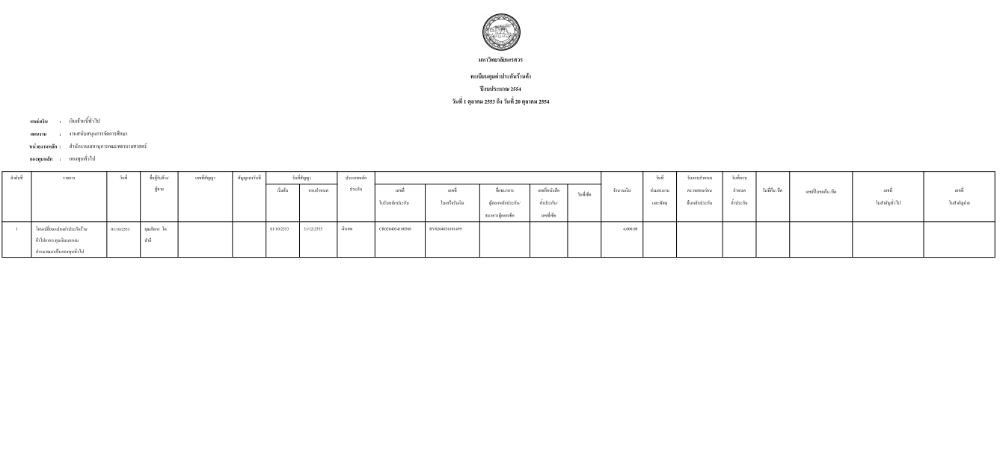 มหาวิทยาลัยนเรศวร
ทะเบียนคุมค่าประกันร้านค้า
ปีงบประมาณ 2554
วันที่ 1 ตุลาคม 2553 ถึง วันที่ 20 ตุลาคม 2554
แหล่งเงิน : เงินเจ้าหนี้ทั่วไป
แผนงาน : งานสนับสนุนการจัดการศึกษา
หน่วยงานหลัก : สำนักงานเลขานุการคณะพยาบาลศาสตร์
กองทุนหลัก : กองทุนทั่วไป
ลำดับที่ รายการ วันที่ ชื่อผู้รับจ้าง/ เลขที่สัญญา สัญญาลงวันที่ วันที่สัญญา ประเภทหลัก วันที่ วันครบกำหนด วันที่ครบ
ผู้ขาย เริ่มต้น ครบกำหนด ประกัน เลขที่ เลขที่ ชื่อธนาคาร เลขที่หนังสือ วันที่เช็ค จำนวนเงิน ส่งมอบงาน ตรวจสอบก่อน กำหนด วันที่คืน/ยึด เลขที่ใบขอคืน/ยึด เลขที่ เลขที่
ใบรับหลักประกัน ใบเสร็จรับเงิน ผู้ออกหลักประกัน/ ค้ำประกัน/ และพัสดุ คืนหลักประกัน ค้ำประกัน ใบสำคัญทั่วไป ใบสำคัญจ่าย
ธนาคารผู้ออกเช็ค เลขที่เช็ค
1 โอนเปลี่ยนแปลงค่าประกันร้าน 01/10/2553 คุณภัคกร โต 01/10/2553 31/12/2555 เงินสด CR0204054100508 RV0204054101499 4,000.00
ค้าไปจากก.ทุนเงินนอกงบ สำลี
ประมาณมาเป็นกองทุนทั่วไป